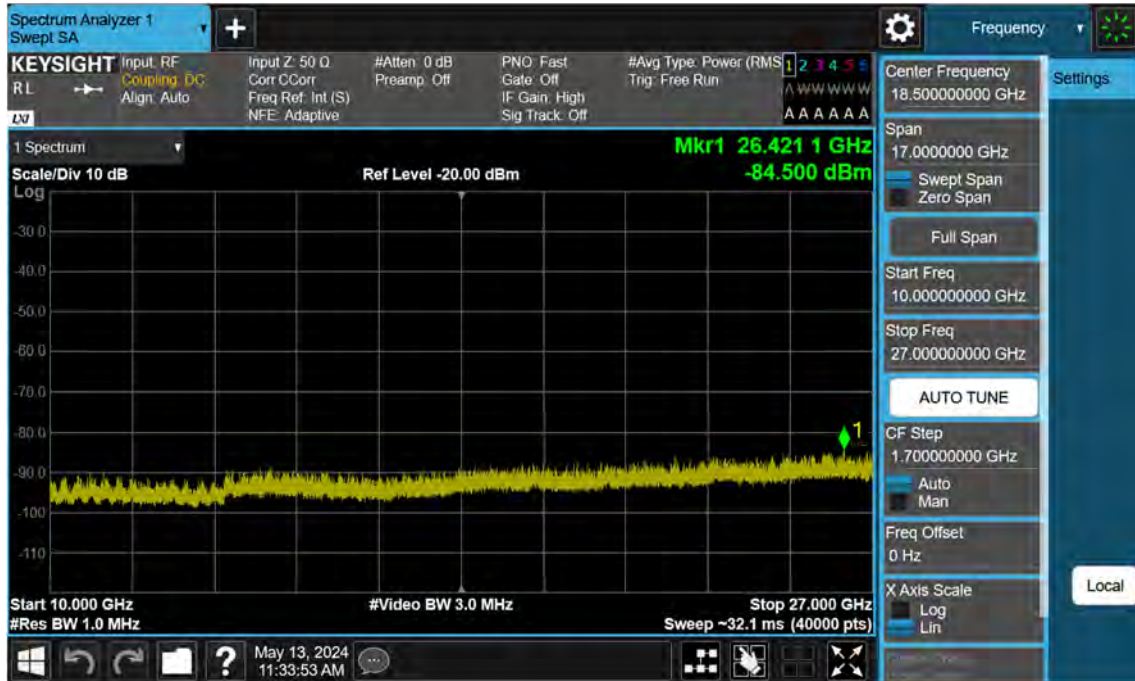 Spectrum Analyzer 1
Swept SA
Frequency
KEYSIGHT
RL
LXI
Input: RF
Coupling: DC
Align: Auto
Input Z: 50 Ω
Corr CCorr
Freq Ref: Int (S)
NFE: Adaptive
#Atten: 0 dB
Preamp: Off
PNO: Fast
Gate: Off
IF Gain: High
Sig Track: Off
#Avg Type: Power (RMS
Trig: Free Run
1 2 3 4 5 6
A W W W W W
A A A A A A
1 Spectrum
Mkr1 26.421 1 GHz
Scale/Div 10 dB
Ref Level -20.00 dBm
-84.500 dBm
Log
-30.0
-40.0
-50.0
-60.0
-70.0
-80.0
-90.0
-100
-110
1
Start 10.000 GHz
#Video BW 3.0 MHz
Stop 27.000 GHz
#Res BW 1.0 MHz
Sweep ~32.1 ms (40000 pts)
May 13, 2024
11:33:53 AM
Center Frequency
18.500000000 GHz
Settings
Span
17.0000000 GHz
Swept Span
Zero Span
Full Span
Start Freq
10.000000000 GHz
Stop Freq
27.000000000 GHz
AUTO TUNE
CF Step
1.700000000 GHz
Auto
Man
Freq Offset
0 Hz
X Axis Scale
Log
Lin
Local